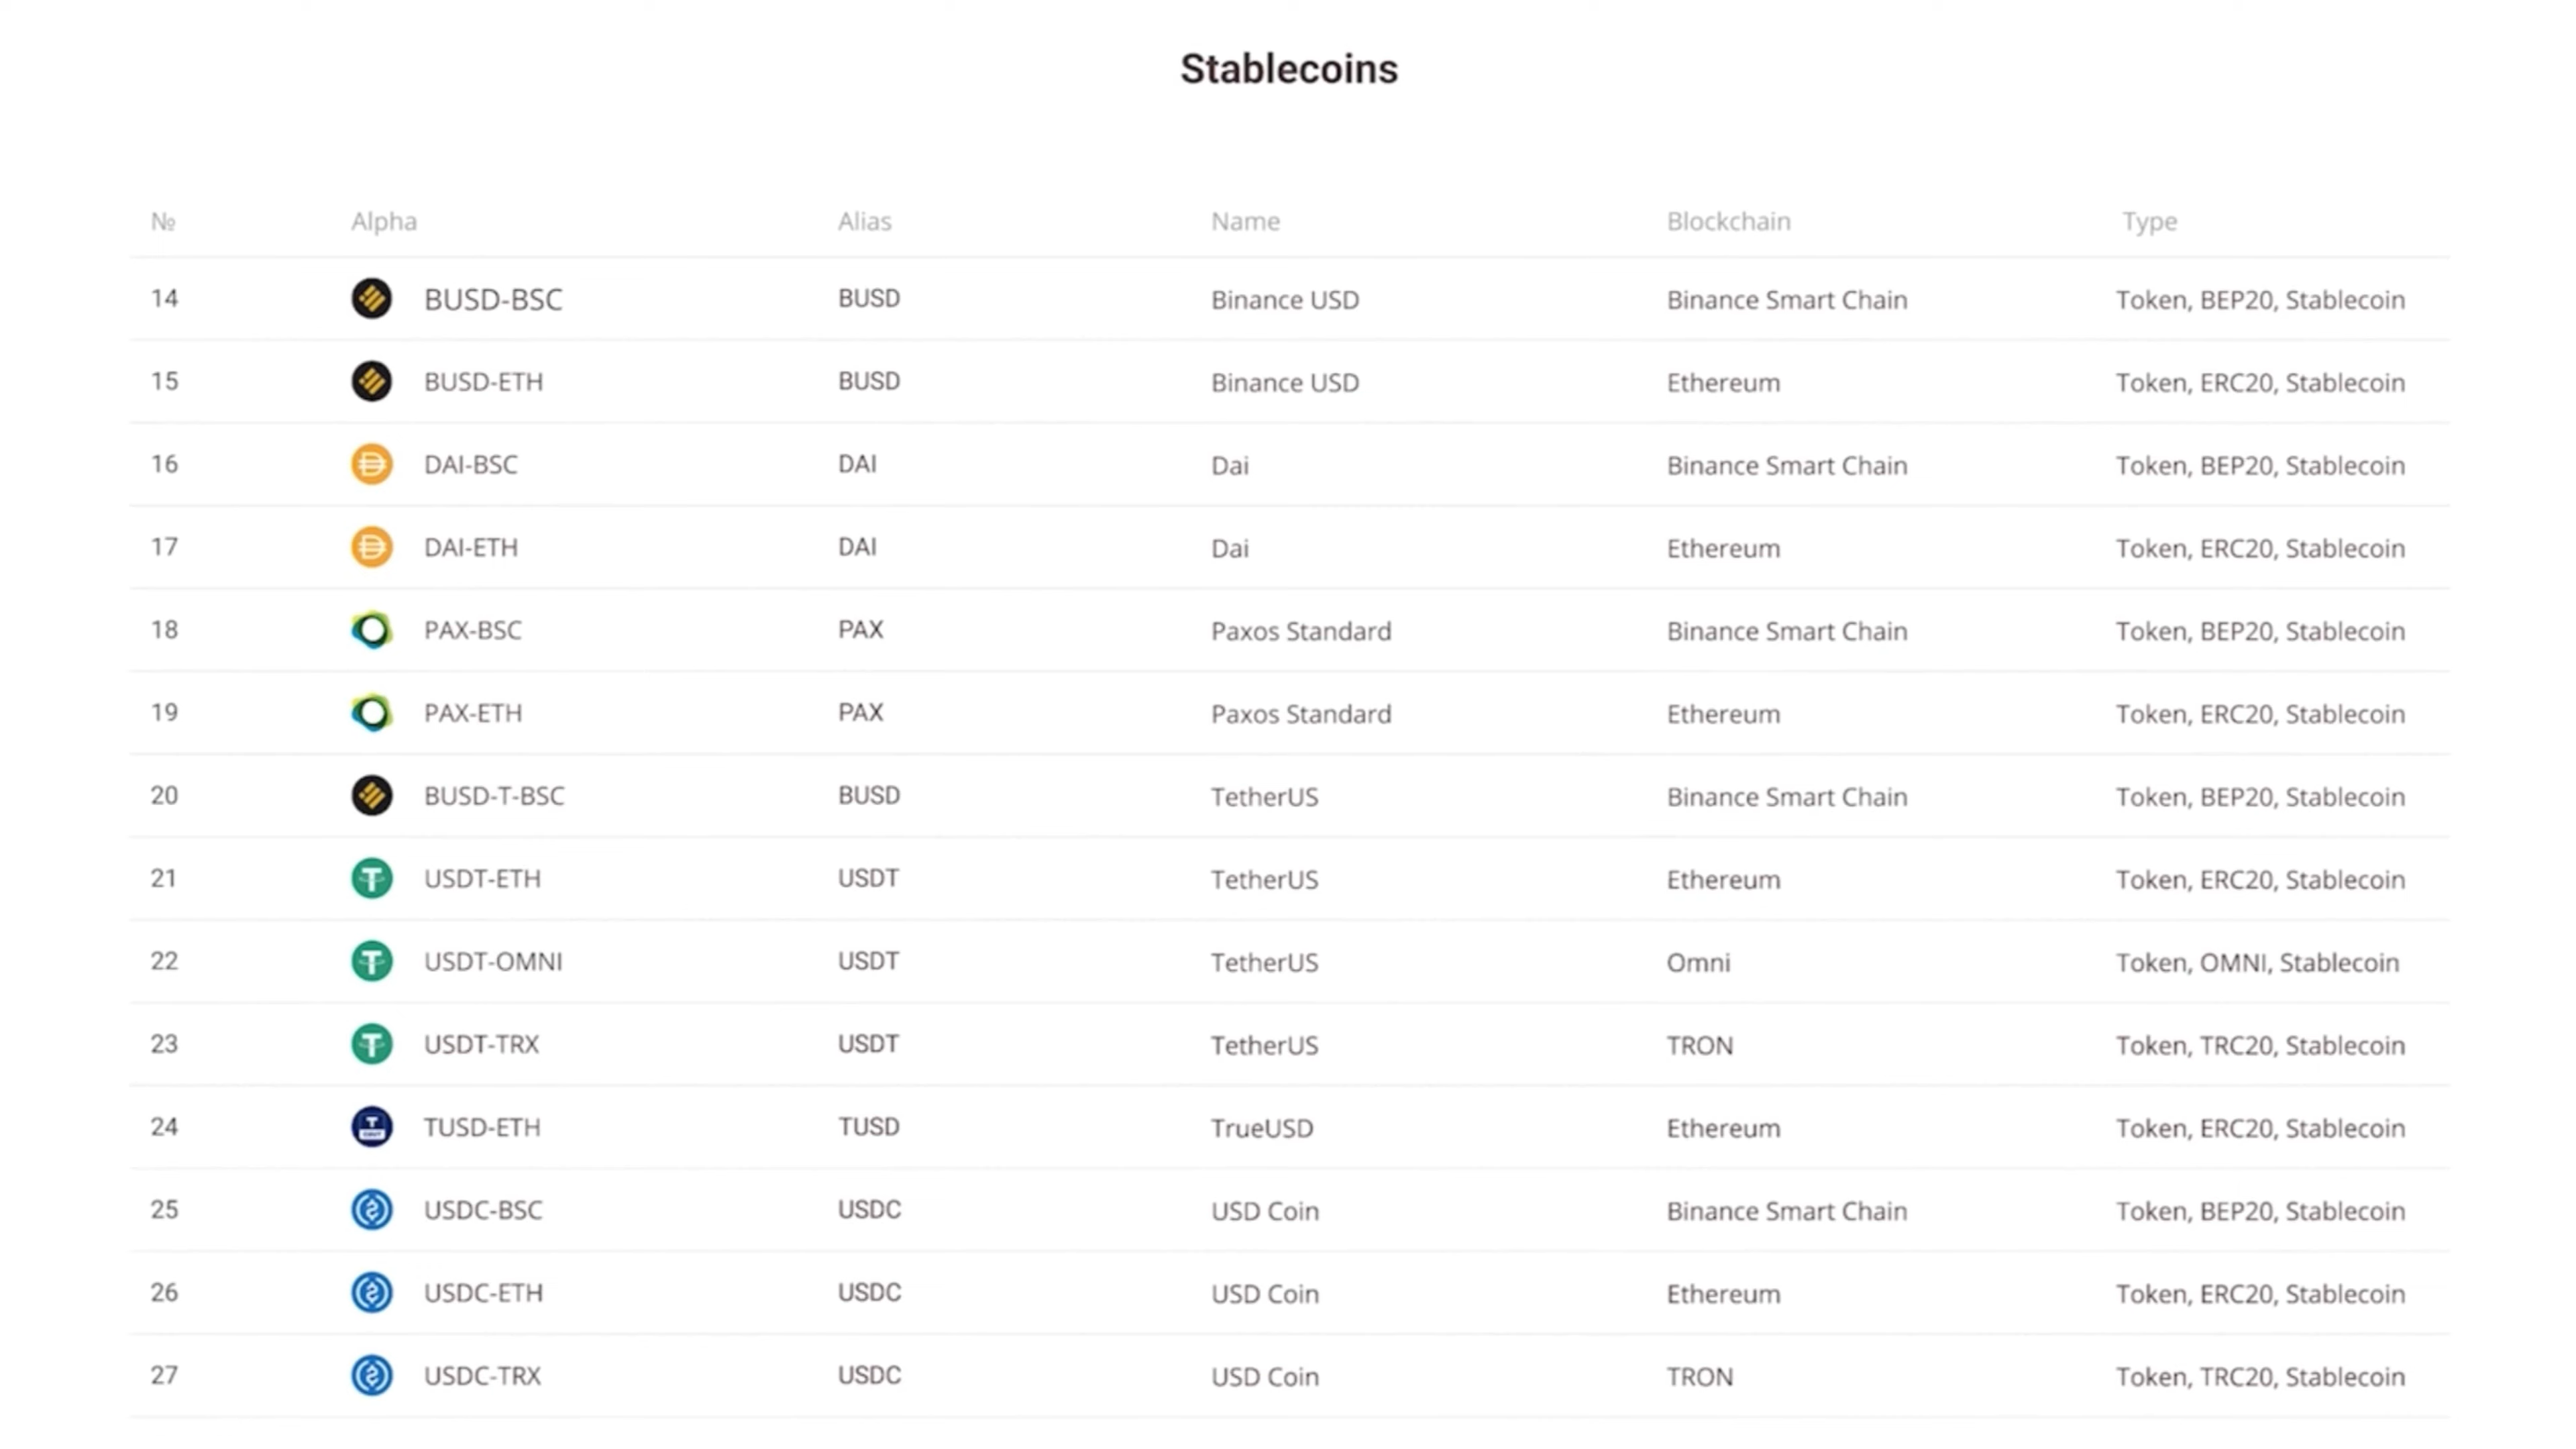 Stablecoins
№ Alpha Alias Name Blockchain Type
14 BUSD-BSC BUSD Binance USD Binance Smart Chain Token, BEP20, Stablecoin
15 BUSD-ETH BUSD Binance USD Ethereum Token, ERC20, Stablecoin
16 DAI-BSC DAI Dai Binance Smart Chain Token, BEP20, Stablecoin
17 DAI-ETH DAI Dai Ethereum Token, ERC20, Stablecoin
18 PAX-BSC PAX Paxos Standard Binance Smart Chain Token, BEP20, Stablecoin
19 PAX-ETH PAX Paxos Standard Ethereum Token, ERC20, Stablecoin
20 BUSD-T-BSC BUSD TetherUS Binance Smart Chain Token, BEP20, Stablecoin
21 USDT-ETH USDT TetherUS Ethereum Token, ERC20, Stablecoin
22 USDT-OMNI USDT TetherUS Omni Token, OMNI, Stablecoin
23 USDT-TRX USDT TetherUS TRON Token, TRC20, Stablecoin
24 TUSD-ETH TUSD TrueUSD Ethereum Token, ERC20, Stablecoin
25 USDC-BSC USDC USD Coin Binance Smart Chain Token, BEP20, Stablecoin
26 USDC-ETH USDC USD Coin Ethereum Token, ERC20, Stablecoin
27 USDC-TRX USDC USD Coin TRON Token, TRC20, Stablecoin